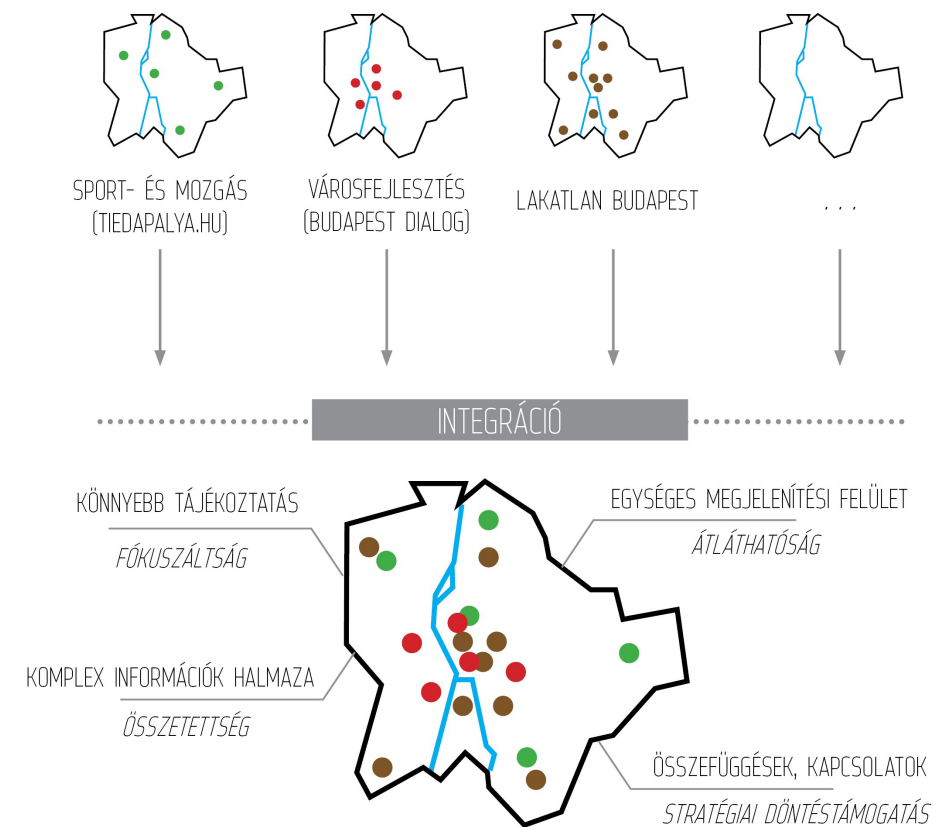 SPORT- ÉS MOZGÁS
(TIEDAPALYA.HU)
VÁROSFEJLESZTÉS
(BUDAPEST DIALOG)
LAKATLAN BUDAPEST
. . .
INTEGRÁCIÓ
KÖNNYEBB TÁJÉKOZTATÁS
FÓKUSZÁLTSÁG
EGYSÉGES MEGJELENÍTÉSI FELÜLET
ÁTLÁTHATÓSÁG
KOMPLEX INFORMÁCIÓK HALMAZA
ÖSSZETETTSÉG
ÖSSZEFÜGGÉSEK, KAPCSOLATOK
STRATÉGIAI DÖNTÉSTÁMOGATÁS